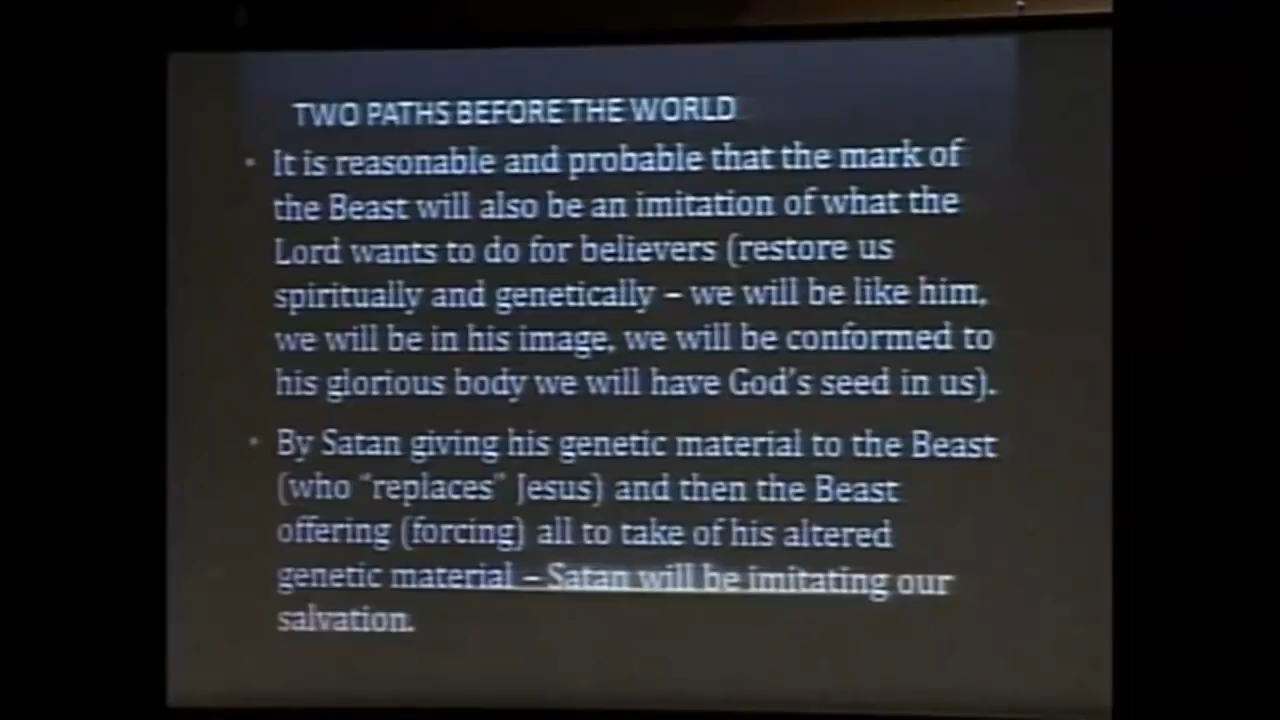 TWO PATHS BEFORE THE WORLD
• It is reasonable and probable that the mark of
the Beast will also be an imitation of what the
Lord wants to do for believers (restore us
spiritually and genetically – we will be like him,
we will be in his image, we will be conformed to
his glorious body we will have God's seed in us).
• By Satan giving his genetic material to the Beast
(who "replaces" Jesus) and then the Beast
offering (forcing) all to take of his altered
genetic material – Satan will be imitating our
salvation.